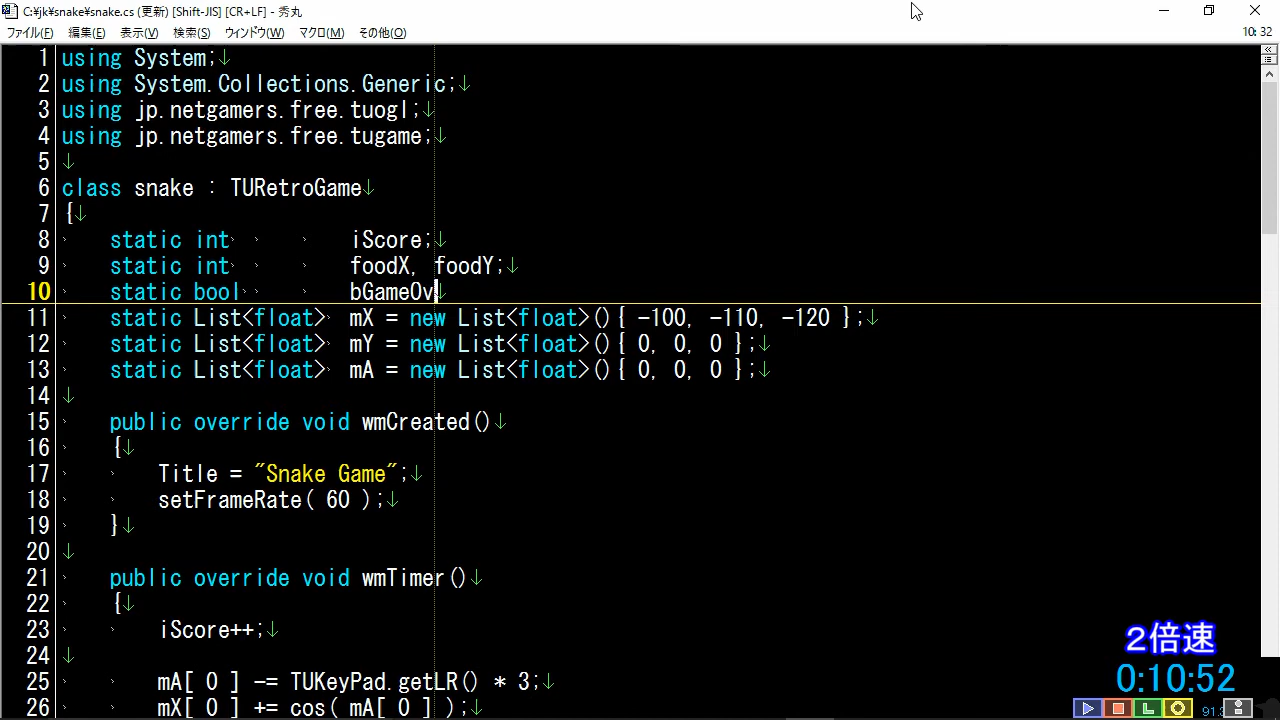 C:¥jk¥snake¥snake.cs (更新) [Shift-JIS] [CR+LF] - 秀丸
ファイル(F) 編集(E) 表示(V) 検索(S) ウィンドウ(W) マクロ(M) その他(O) 10: 32
1 using System;↓
2 using System.Collections.Generic;↓
3 using jp.netgamers.free.tuogl;↓
4 using jp.netgamers.free.tugame;↓
5 ↓
6 class snake : TURetroGame↓
7 {↓
8 static int iScore;↓
9 static int foodX, foodY;↓
10 static bool bGameOv↓
11 static List<float> mX = new List<float>(){ -100, -110, -120 };↓
12 static List<float> mY = new List<float>(){ 0, 0, 0 };↓
13 static List<float> mA = new List<float>(){ 0, 0, 0 };↓
14 ↓
15 public override void wmCreated()↓
16 {↓
17 Title = "Snake Game";↓
18 setFrameRate( 60 );↓
19 }↓
20 ↓
21 public override void wmTimer()↓
22 {↓
23 iScore++;↓
24 ↓
25 mA[ 0 ] -= TUKeyPad.getLR() * 3;↓
26 mX[ 0 ] += cos( mA[ 0 ] );↓
２倍速
0:10:52